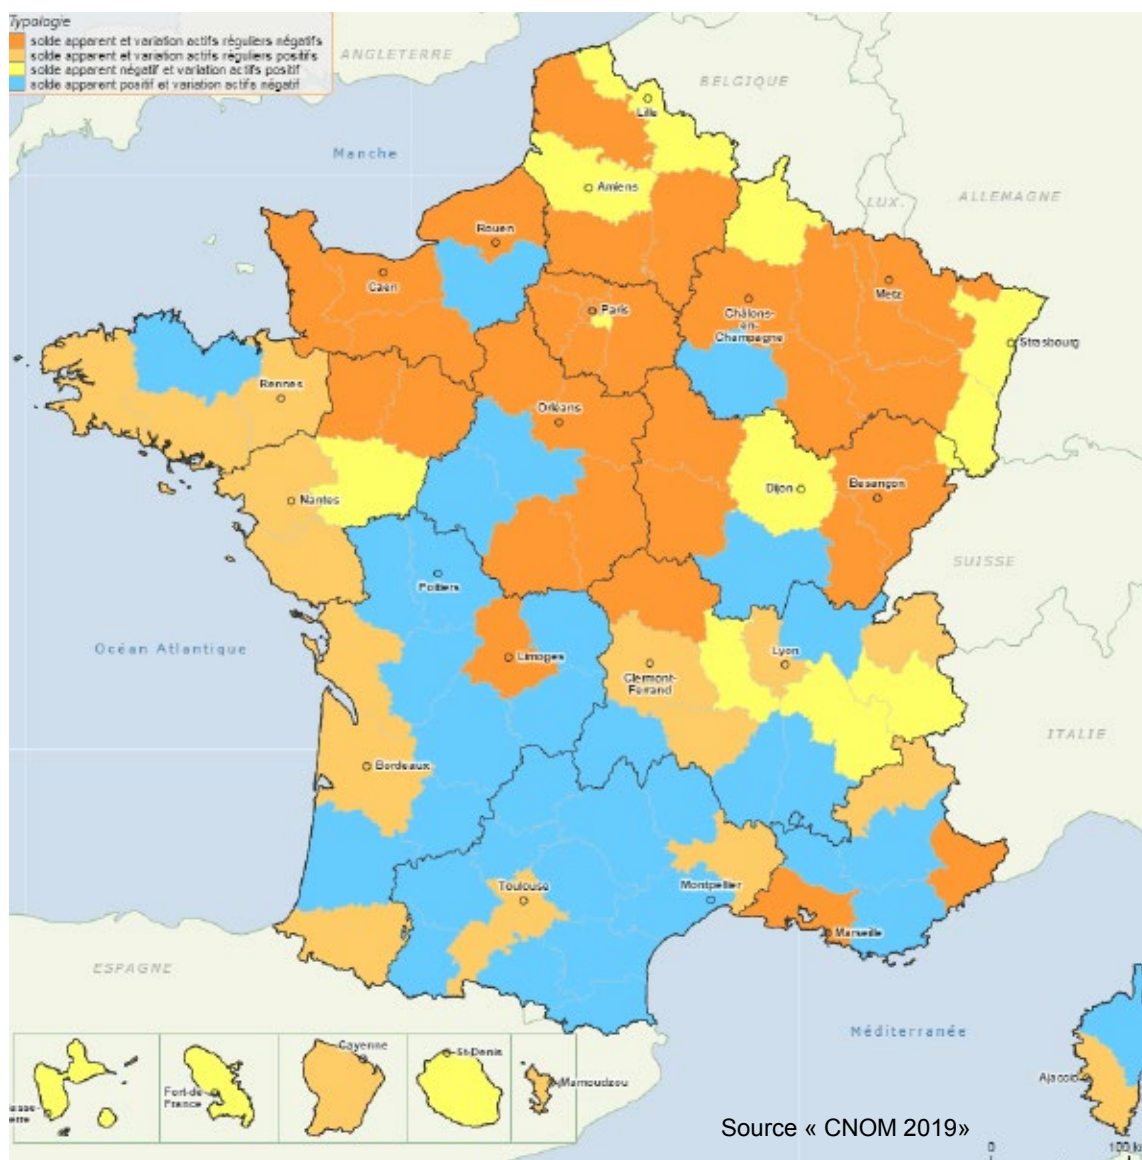 Typologie
solde apparent et variation actifs réguliers négatifs
solde apparent et variation actifs réguliers positifs
solde apparent négatif et variation actifs positif
solde apparent positif et variation actifs négatif
ANGLETERRE
BELGIQUE
Lille
Manche
Amiens
ALLEMAGNE
LUX.
Rouen
Caen
Metz
Paris
Châlons-
en-
Champagne
Strasbourg
Rennes
Orléans
Dijon
Besançon
Nantes
SUISSE
Poitiers
Océan Atlantique
Limoges
Clermont-
Ferrand
Lyon
ITALIE
Bordeaux
Toulouse
Montpellier
Marseille
ESPAGNE
Méditerranée
Cayenne
St-Denis
Mamoudzou
Fort-de-
France
Ajaccio
Source « CNOM 2019»
0
100 k